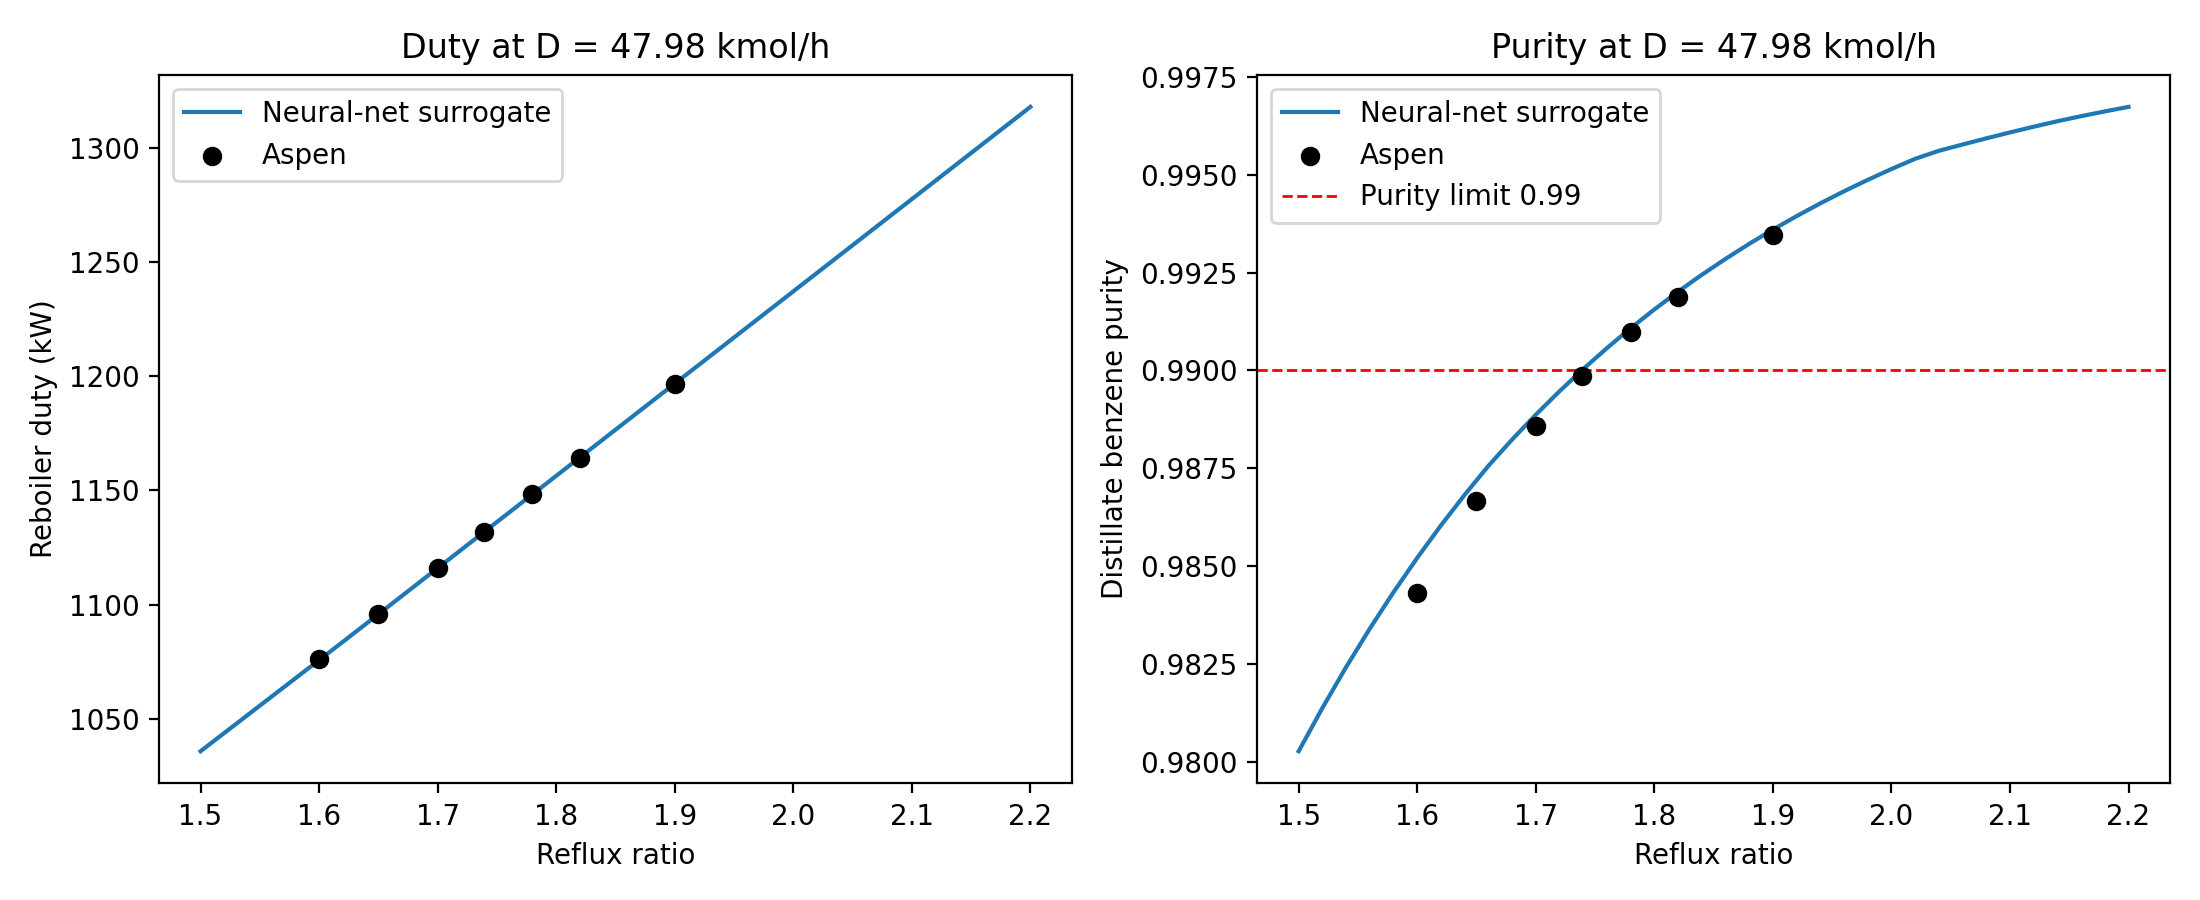 Duty at D = 47.98 kmol/h
Neural-net surrogate
Aspen
Reboiler duty (kW)
1300
1250
1200
1150
1100
1050
1.5 1.6 1.7 1.8 1.9 2.0 2.1 2.2
Reflux ratio
Purity at D = 47.98 kmol/h
Neural-net surrogate
Aspen
Purity limit 0.99
Distillate benzene purity
0.9975
0.9950
0.9925
0.9900
0.9875
0.9850
0.9825
0.9800
1.5 1.6 1.7 1.8 1.9 2.0 2.1 2.2
Reflux ratio